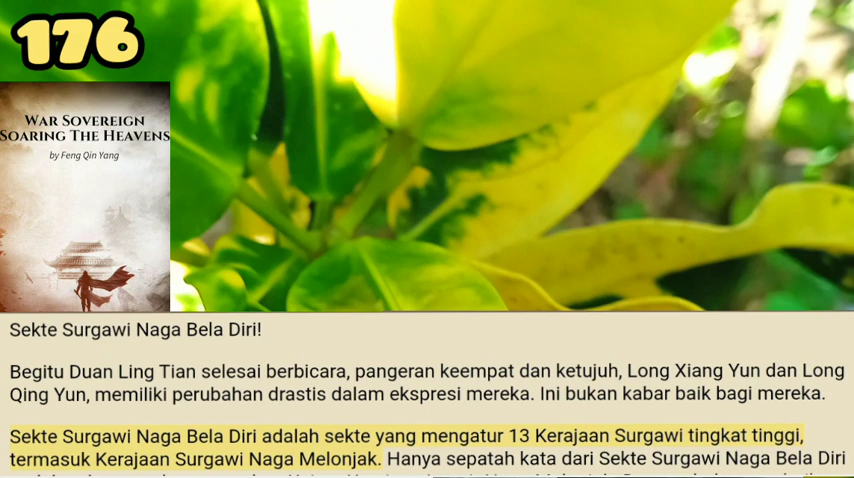 176
WAR SOVEREIGN
SOARING THE HEAVENS
by Feng Qin Yang
Sekte Surgawi Naga Bela Diri!
Begitu Duan Ling Tian selesai berbicara, pangeran keempat dan ketujuh, Long Xiang Yun dan Long
Qing Yun, memiliki perubahan drastis dalam ekspresi mereka. Ini bukan kabar baik bagi mereka.
Sekte Surgawi Naga Bela Diri adalah sekte yang mengatur 13 Kerajaan Surgawi tingkat tinggi,
termasuk Kerajaan Surgawi Naga Melonjak. Hanya sepatah kata dari Sekte Surgawi Naga Bela Diri